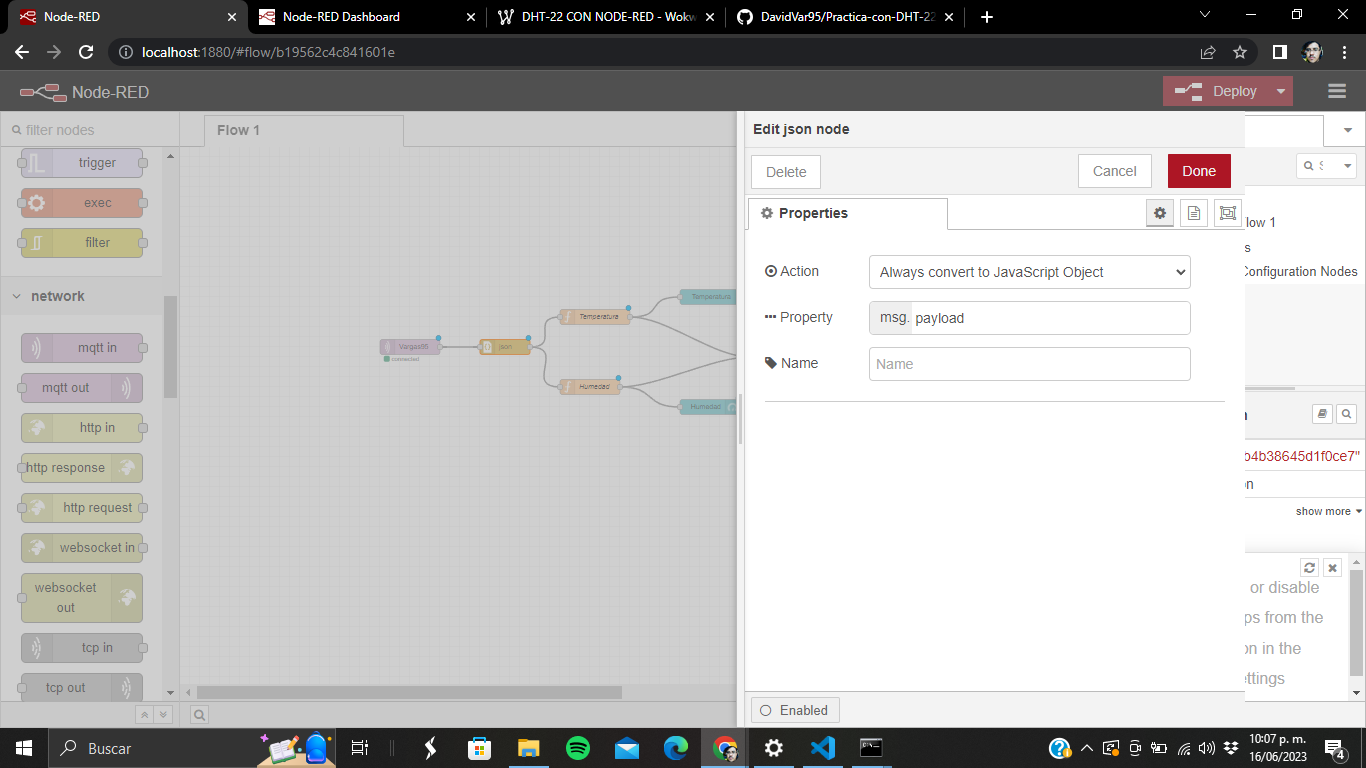 Node-RED
Node-RED Dashboard
DHT-22 CON NODE-RED - Wokw
DavidVar95/Practica-con-DHT-22
localhost:1880/#flow/b19562c4c841601e
Node-RED
Deploy
filter nodes
Flow 1
trigger
exec
filter
network
mqtt in
mqtt out
http in
http response
http request
websocket in
websocket
out
tcp in
tcp out
Vargas95
connected
json
Temperatura
Humedad
Temperatura
Humedad
Edit json node
Delete
Cancel
Done
Properties
Action
Always convert to JavaScript Object
Property
msg. payload
Name
Name
Enabled
low 1
s
Configuration Nodes
b4b38645d1f0ce7"
on
show more
or disable
ps from the
on in the
ettings
Buscar
10:07 p. m.
16/06/2023
4